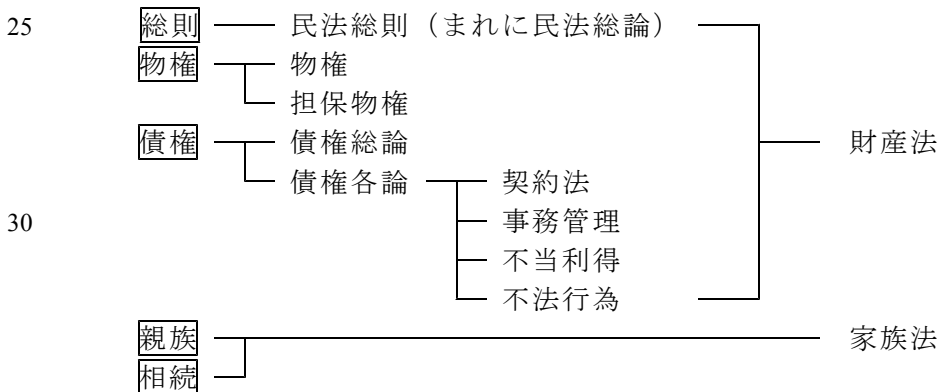 25 総則 民法総則（まれに民法総論）
物権 物権
担保物権
債権 債権総論 財産法
債権各論 契約法
30 事務管理
不当利得
不法行為
親族 家族法
相続